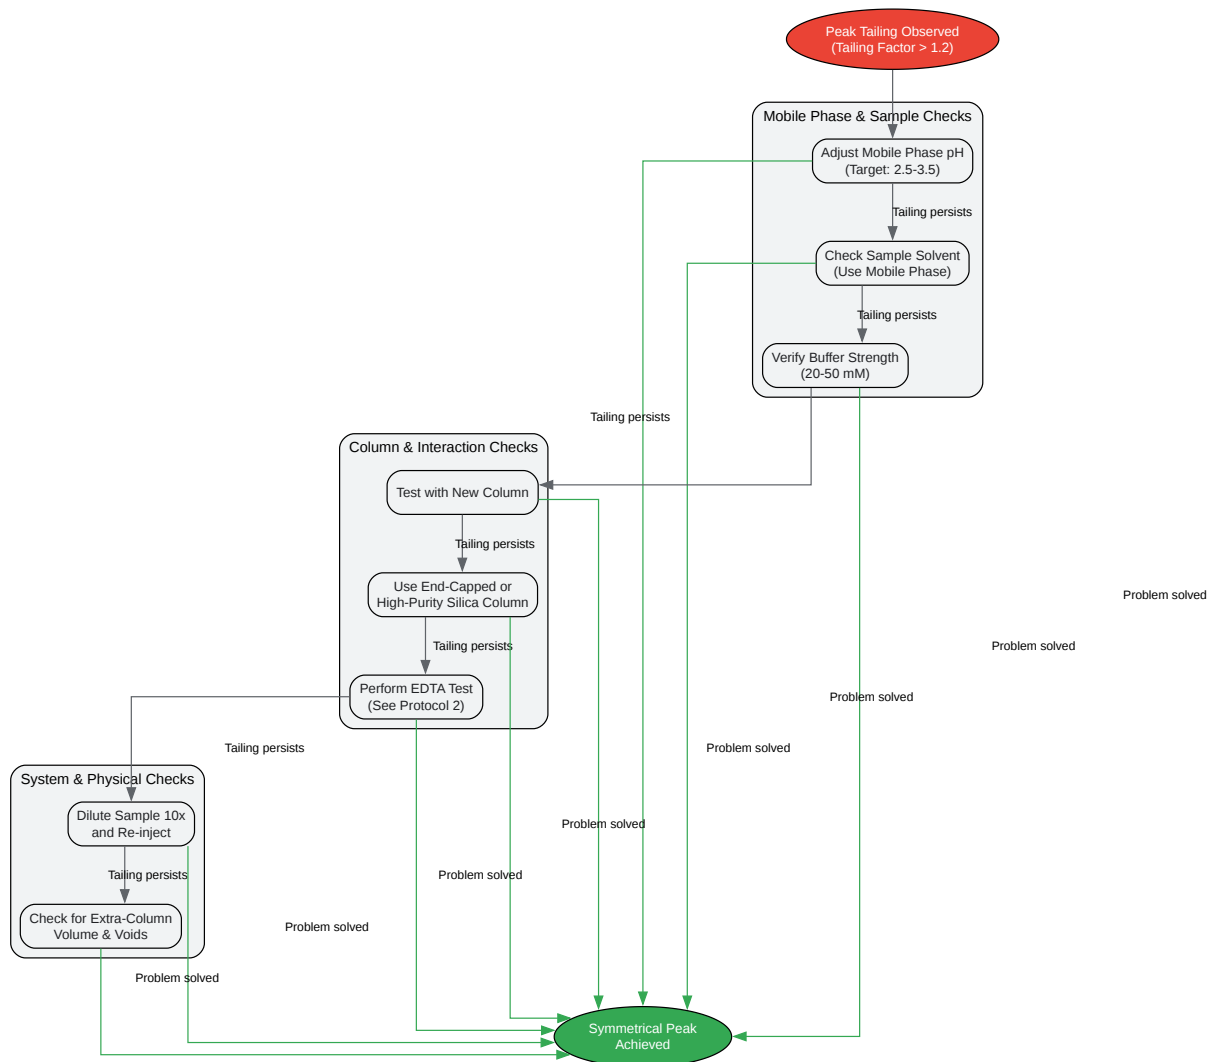 Peak Tailing Observed
(Tailing Factor > 1.2)
Mobile Phase & Sample Checks
Adjust Mobile Phase pH
(Target: 2.5-3.5)
Tailing persists
Check Sample Solvent
(Use Mobile Phase)
Tailing persists
Verify Buffer Strength
(20-50 mM)
Tailing persists
Column & Interaction Checks
Test with New Column
Tailing persists
Use End-Capped or
High-Purity Silica Column
Problem solved
Tailing persists
Problem solved
Perform EDTA Test
(See Protocol 2)
Problem solved
Tailing persists
Problem solved
System & Physical Checks
Dilute Sample 10x
and Re-inject
Problem solved
Tailing persists
Problem solved
Check for Extra-Column
Volume & Voids
Problem solved
Problem solved
Symmetrical Peak
Achieved